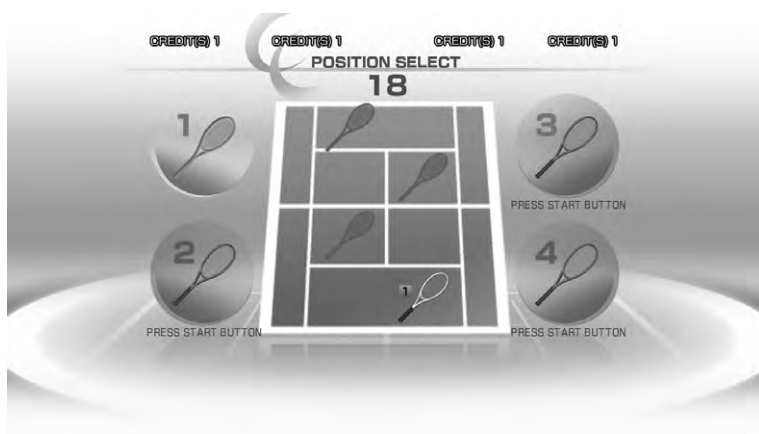 CREDIT(S) 1 CREDIT(S) 1 CREDIT(S) 1 CREDIT(S) 1
POSITION SELECT
18
1
3
PRESS START BUTTON
2
4
1
PRESS START BUTTON
PRESS START BUTTON